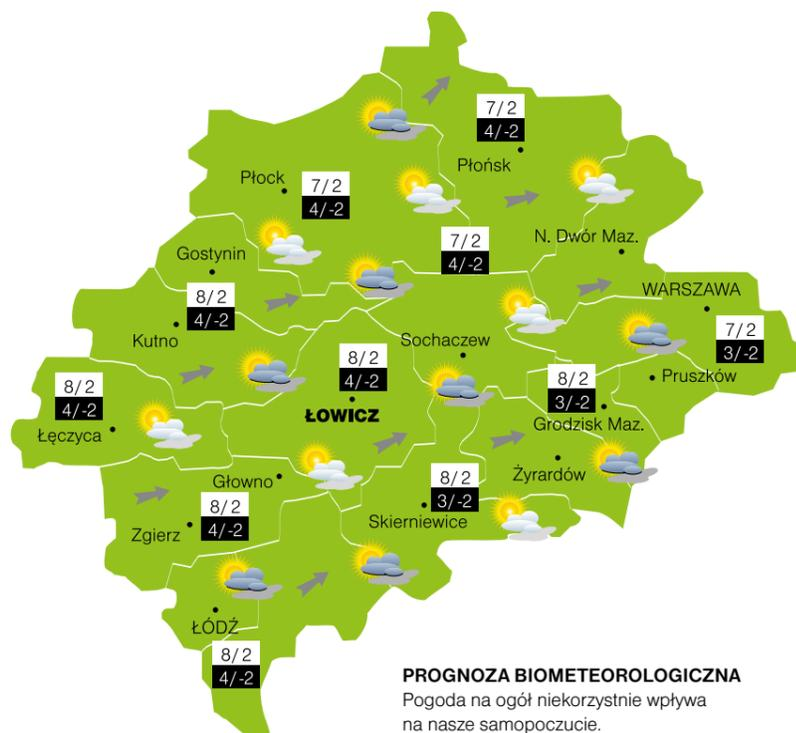 7/2
4/-2
Płońsk
Płock
7/2
4/-2
7/2
4/-2
N. Dwór Maz.
Gostynin
8/2
4/-2
Kutno
WARSZAWA
7/2
3/-2
Sochaczew
8/2
4/-2
ŁOWICZ
8/2
4/-2
Łęczyca
8/2
3/-2
Pruszków
Grodzisk Maz.
Żyrardów
Głowno
8/2
3/-2
Skierniewice
8/2
4/-2
Zgierz
ŁÓDŹ
8/2
4/-2
PROGNOZA BIOMETEOROLOGICZNA
Pogoda na ogół niekorzystnie wpływa
na nasze samopoczucie.